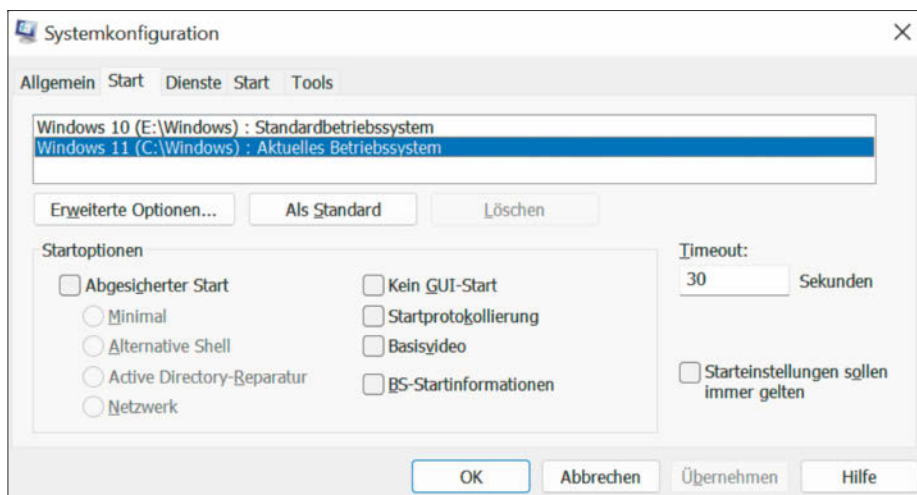 Systemkonfiguration
Allgemein Start Dienste Start Tools
Windows 10 (E:\Windows) : Standardbetriebssystem
Windows 11 (C:\Windows) : Aktuelles Betriebssystem
Erweiterte Optionen... Als Standard Löschen
Startoptionen Timeout:
Abgesicherter Start Kein GUI-Start 30 Sekunden
Minimal Startprotokollierung
Alternative Shell Basisvideo
Active Directory-Reparatur BS-Startinformationen Starteinstellungen sollen
immer gelten
Netzwerk
OK Abbrechen Übernehmen Hilfe